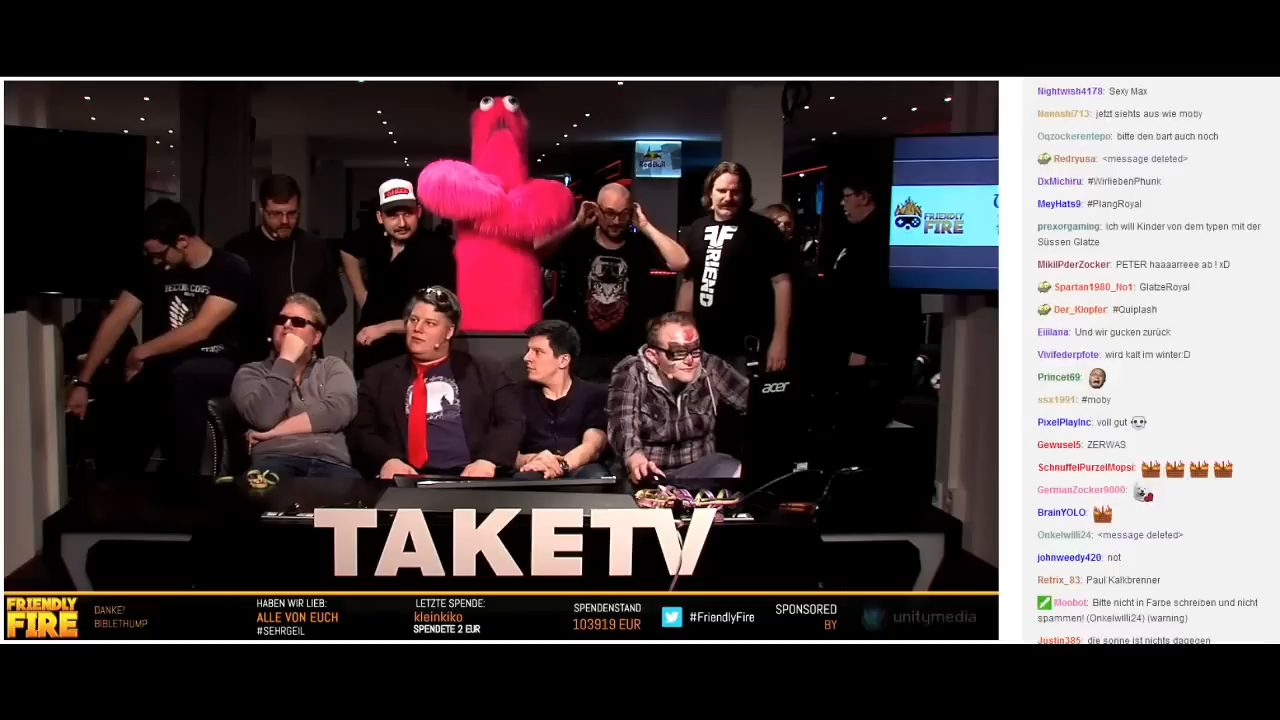 Red Bull
FRIENDLY
FIRE
RECON CORPS
FRIEND
acer
TAKETV
FRIENDLY
FIRE
DANKE!
BIBLETHUMP
HABEN WIR LIEB:
ALLE VON EUCH
#SEHRGEIL
LETZTE SPENDE:
kleinkiko
SPENDETE 2 EUR
SPENDENSTAND
103919 EUR
#FriendlyFire
SPONSORED
BY
unitymedia
Nightwish4178: Sexy Max
Nanashi713: jetzt siehts aus wie moby
Oqzockerentepo: bitte den bart auch noch
Redryusa: <message deleted>
DxMichiru: #WirliebenPhunk
MeyHats9: #PlangRoyal
prexorgaming: Ich will Kinder von dem typen mit der
Süssen Glatze
MikilPderZocker: PETER haaaarreee ab ! xD
Spartan1980_No1: GlatzeRoyal
Der_Klopfer: #Quiplash
Eiiilana: Und wir gucken zurück
Vivifederpfote: wird kalt im winter:D
Princet69:
ssx1991: #moby
PixelPlayInc: voll gut
Gewusel5: ZERWAS
SchnuffelPurzelMopsi:
GermanZocker9000:
BrainYOLO:
Onkelwilli24: <message deleted>
johnweedy420: not
Retrix_83: Paul Kalkbrenner
Moobot: Bitte nicht in Farbe schreiben und nicht
spammen! (Onkelwilli24) (warning)
Justin385: die sonne ist nichts dagegen